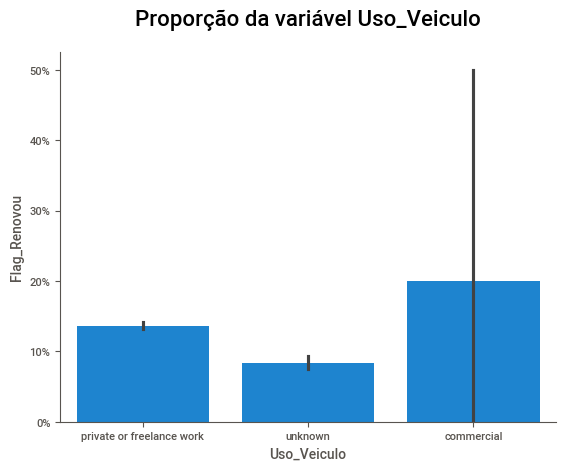 Proporção da variável Uso_Veiculo
Flag_Renovou
50%
40%
30%
20%
10%
0%
private or freelance work
unknown
commercial
Uso_Veiculo